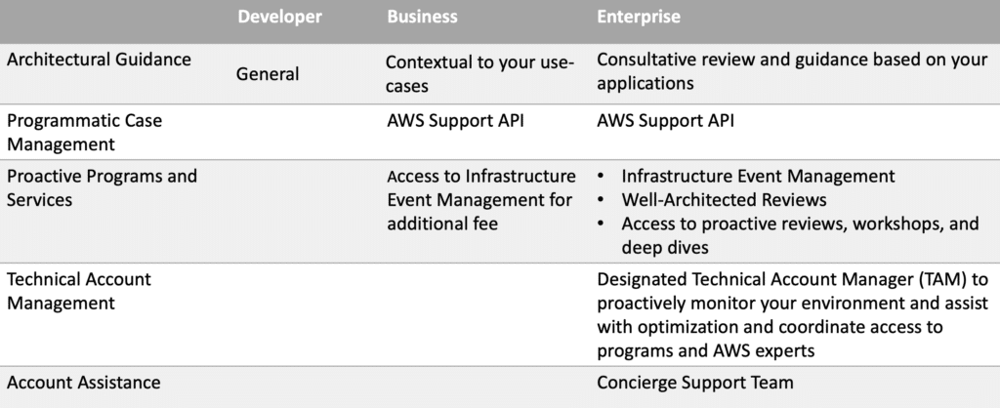 Developer Business Enterprise
Architectural Guidance
General
Contextual to your use-
cases
Consultative review and guidance based on your
applications
Programmatic Case
Management
AWS Support API
AWS Support API
Proactive Programs and
Services
Access to Infrastructure
Event Management for
additional fee
• Infrastructure Event Management
• Well-Architected Reviews
• Access to proactive reviews, workshops, and
deep dives
Technical Account
Management
Designated Technical Account Manager (TAM) to
proactively monitor your environment and assist
with optimization and coordinate access to
programs and AWS experts
Account Assistance
Concierge Support Team